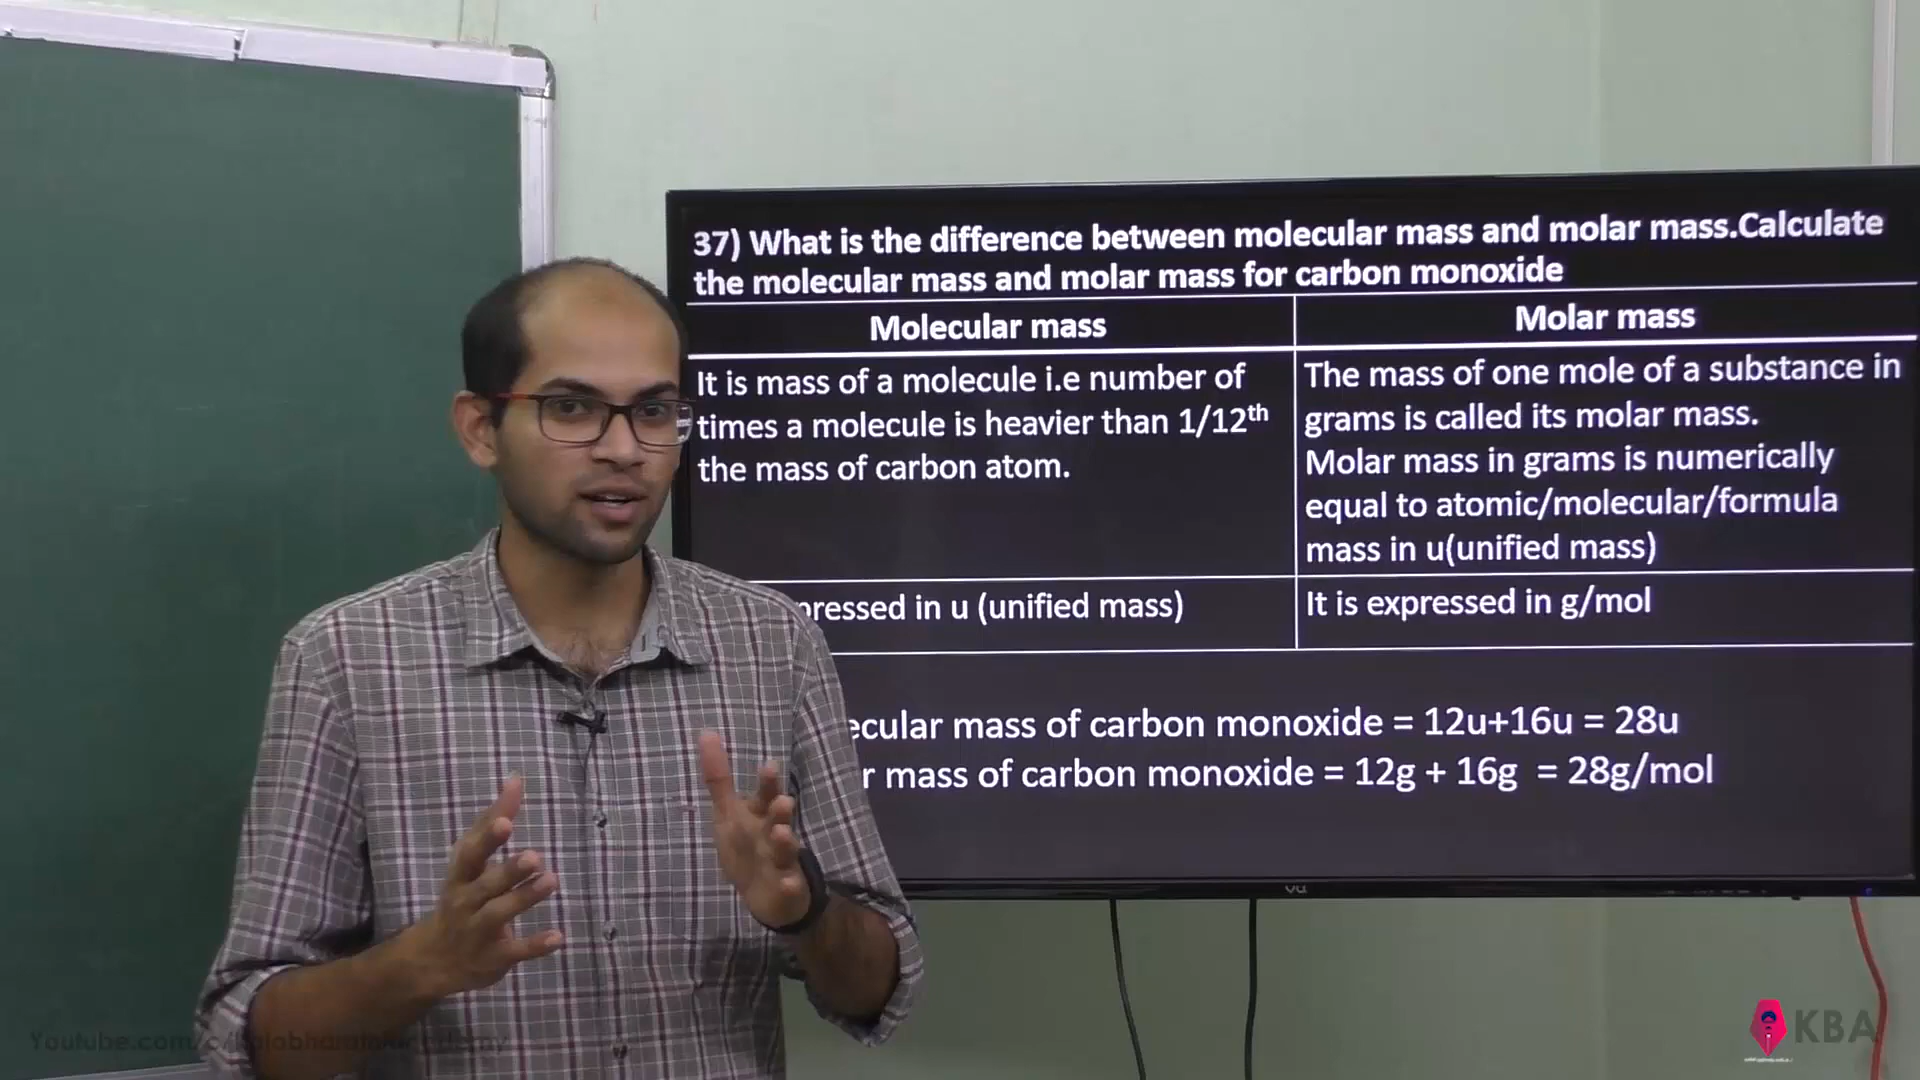 37) What is the difference between molecular mass and molar mass.Calculate
the molecular mass and molar mass for carbon monoxide
Molecular mass
Molar mass
It is mass of a molecule i.e number of
times a molecule is heavier than 1/12th
the mass of carbon atom.
The mass of one mole of a substance in
grams is called its molar mass.
Molar mass in grams is numerically
equal to atomic/molecular/formula
mass in u(unified mass)
pressed in u (unified mass)
It is expressed in g/mol
ecular mass of carbon monoxide = 12u+16u = 28u
r mass of carbon monoxide = 12g + 16g = 28g/mol
Vu
KBA